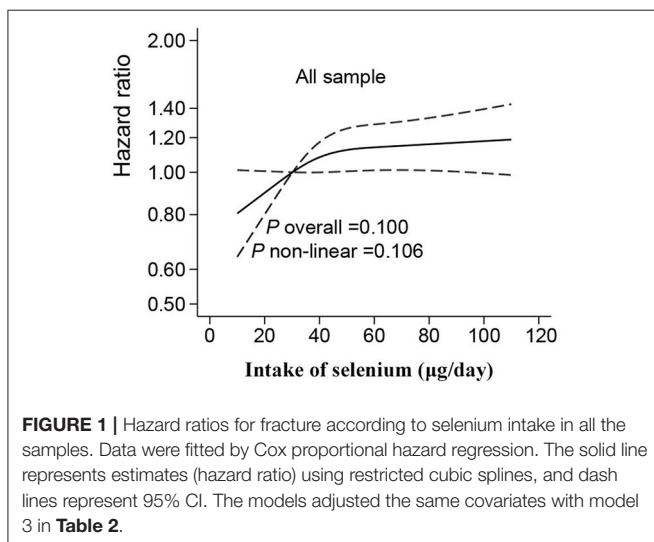 2.00
1.40
1.20
1.00
0.80
0.60
0.50
Hazard ratio
All sample
P overall =0.100
P non-linear =0.106
0 20 40 60 80 100 120
Intake of selenium (μg/day)
FIGURE 1 | Hazard ratios for fracture according to selenium intake in all the
samples. Data were fitted by Cox proportional hazard regression. The solid line
represents estimates (hazard ratio) using restricted cubic splines, and dash
lines represent 95% CI. The models adjusted the same covariates with model
3 in Table 2.